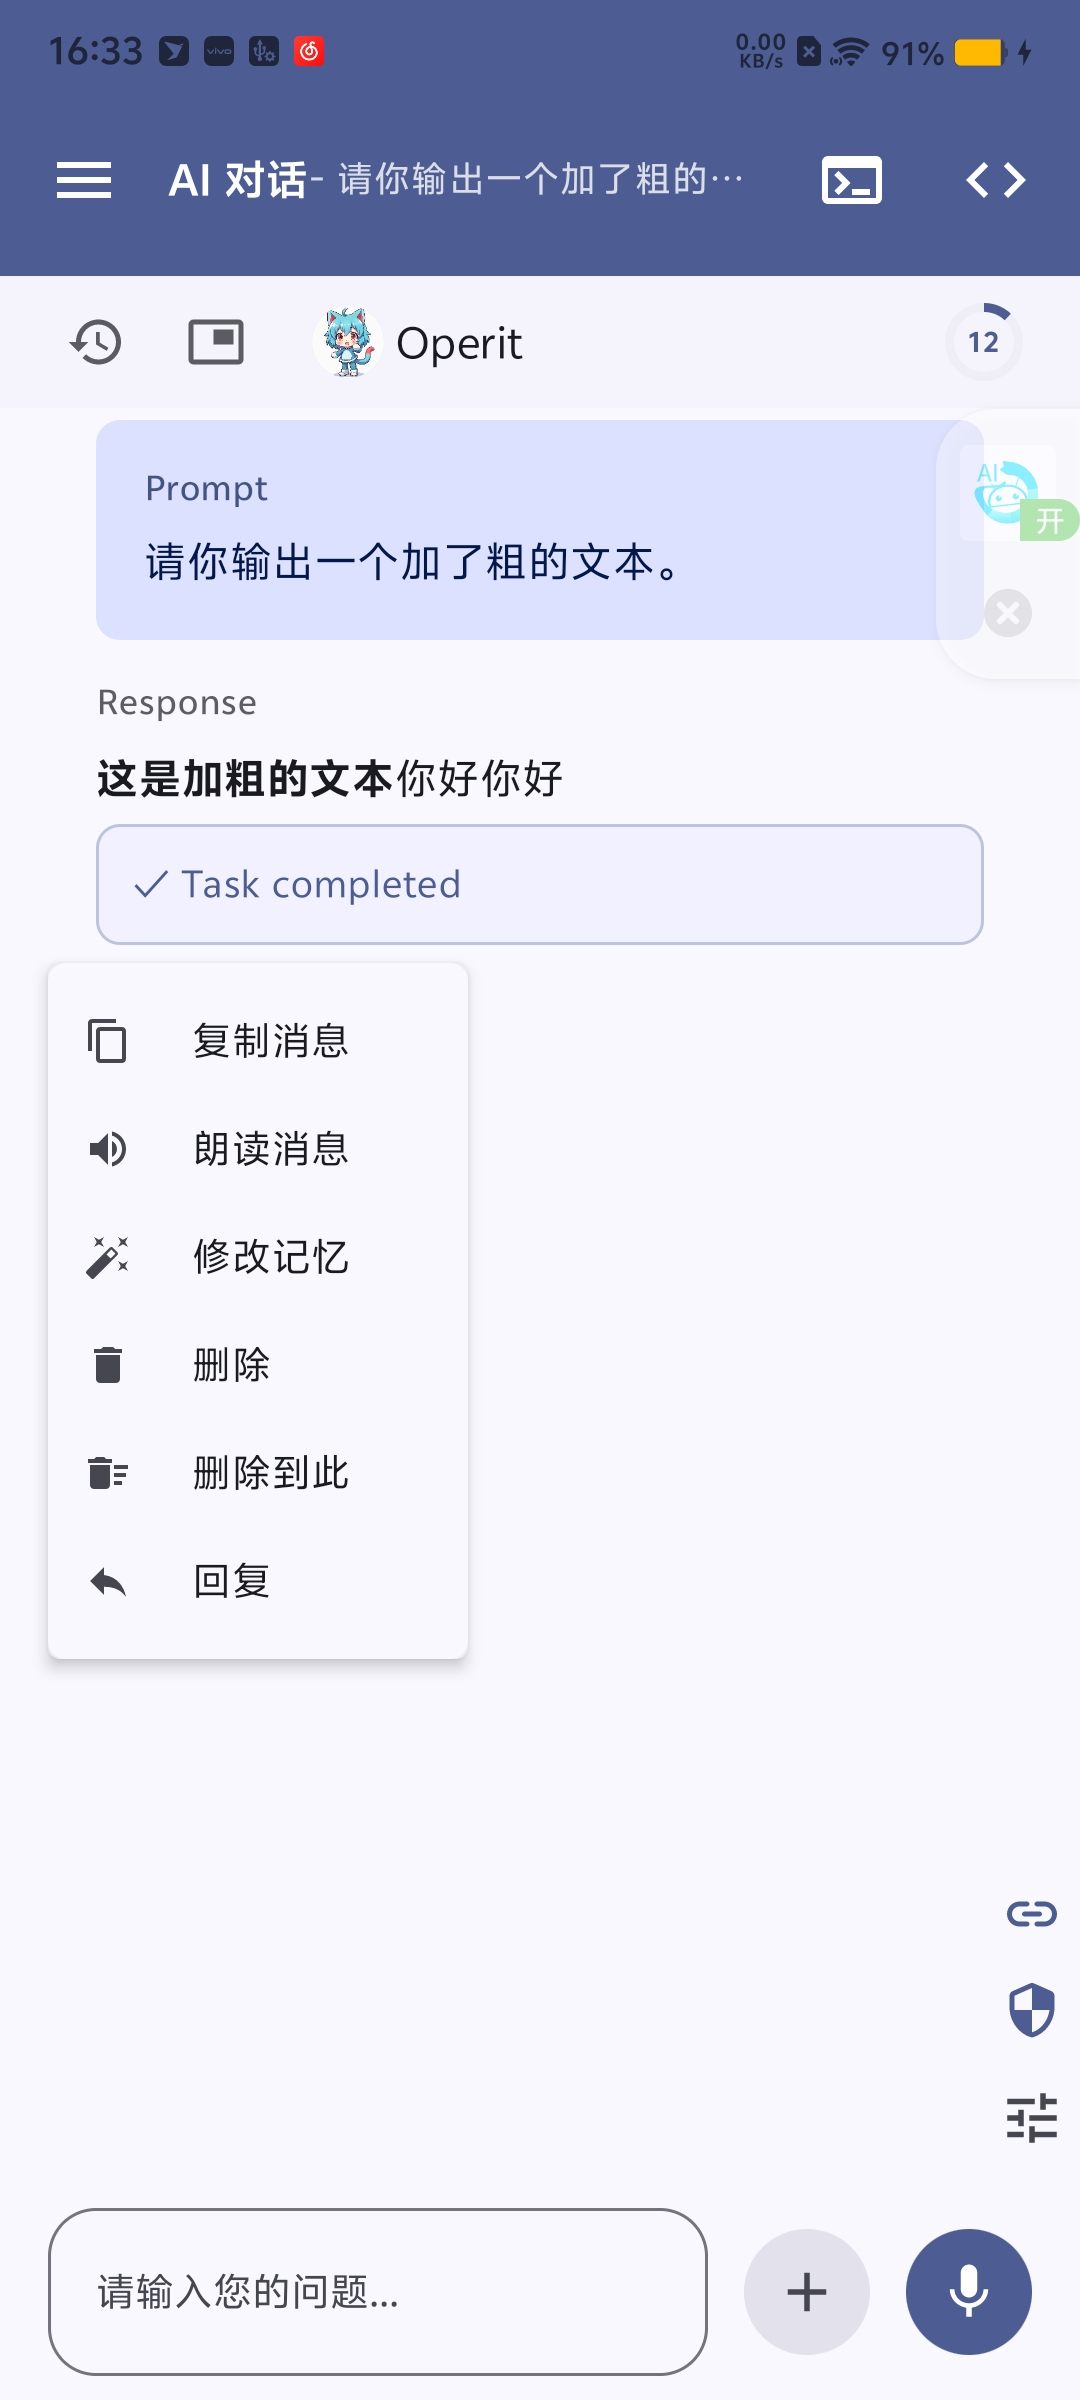 16:33
vivo
0.00
KB/s
91%
AI 对话- 请你输出一个加了粗的…
Operit
12
Prompt
请你输出一个加了粗的文本。
AI
开
Response
这是加粗的文本你好你好
Task completed
复制消息
朗读消息
修改记忆
删除
删除到此
回复
请输入您的问题...